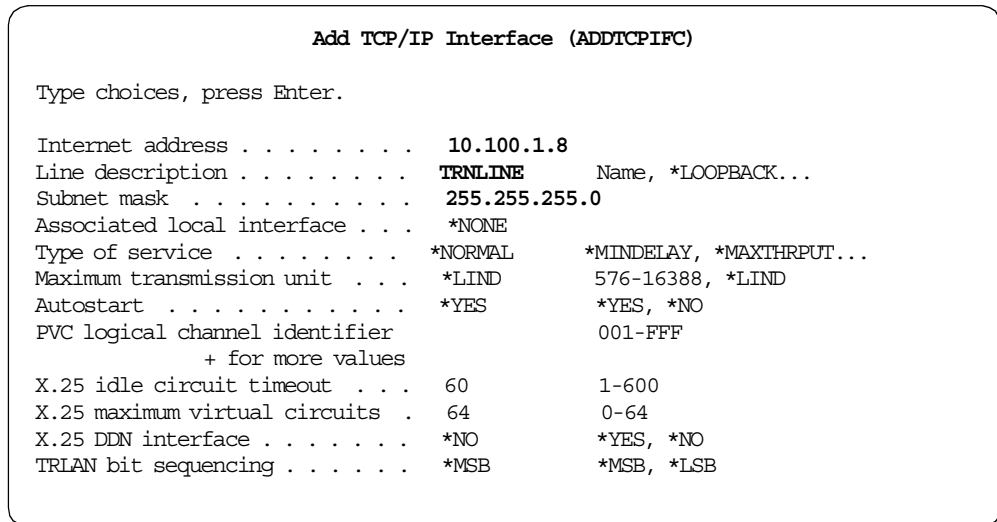 Add TCP/IP Interface (ADDTCPIFC)
Type choices, press Enter.
Internet address . . . . . . . . 10.100.1.8
Line description . . . . . . . . TRNLINE Name, *LOOPBACK...
Subnet mask . . . . . . . . . . 255.255.255.0
Associated local interface . . . *NONE
Type of service . . . . . . . . *NORMAL *MINDELAY, *MAXTHRPUT...
Maximum transmission unit . . . *LIND 576-16388, *LIND
Autostart . . . . . . . . . . . *YES *YES, *NO
PVC logical channel identifier 001-FFF
+ for more values
X.25 idle circuit timeout . . . 60 1-600
X.25 maximum virtual circuits . 64 0-64
X.25 DDN interface . . . . . . . *NO *YES, *NO
TRLAN bit sequencing . . . . . . *MSB *MSB, *LSB